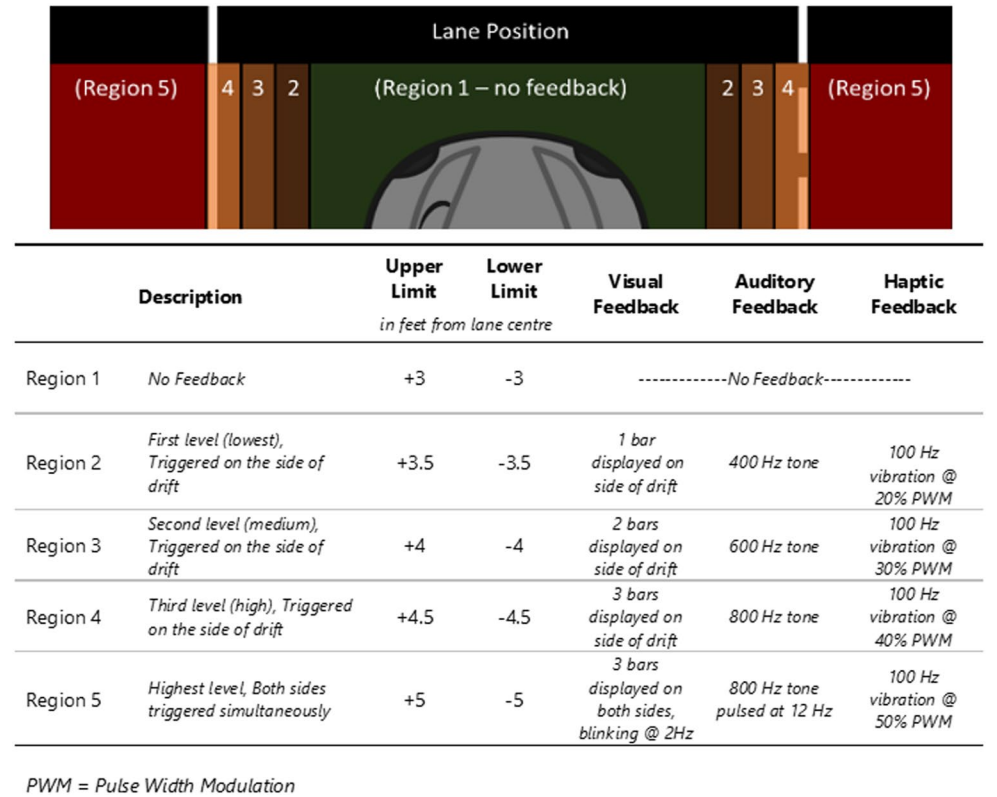 Lane Position
(Region 5) 4 3 2 (Region 1 – no feedback) 2 3 4 (Region 5)
Description
Upper
Limit
Lower
Limit
in feet from lane centre
Visual
Feedback
Auditory
Feedback
Haptic
Feedback
Region 1
No Feedback
+3
-3
-------------No Feedback-------------
Region 2
First level (lowest),
Triggered on the side of
drift
+3.5
-3.5
1 bar
displayed on
side of drift
400 Hz tone
100 Hz
vibration @
20% PWM
Region 3
Second level (medium),
Triggered on the side of
drift
+4
-4
2 bars
displayed on
side of drift
600 Hz tone
100 Hz
vibration @
30% PWM
Region 4
Third level (high), Triggered
on the side of drift
+4.5
-4.5
3 bars
displayed on
side of drift
800 Hz tone
100 Hz
vibration @
40% PWM
Region 5
Highest level, Both sides
triggered simultaneously
+5
-5
3 bars
displayed on
both sides,
blinking @ 2Hz
800 Hz tone
pulsed at 12 Hz
100 Hz
vibration @
50% PWM
PWM = Pulse Width Modulation